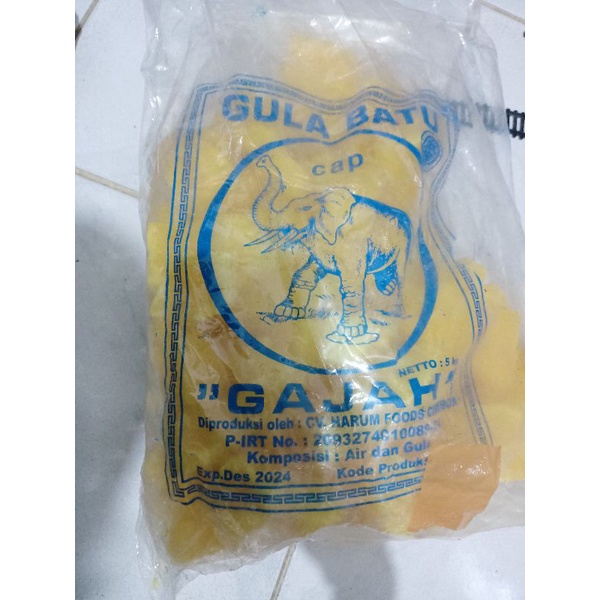 GULA BATU
cap
NETTO : 5
"GAJAH"
Diproduksi oleh : CV. HARUM FOODS
P-IRT No. :
Komposisi : Air dan Gula
Exp.Des 2024 Kode Produksi